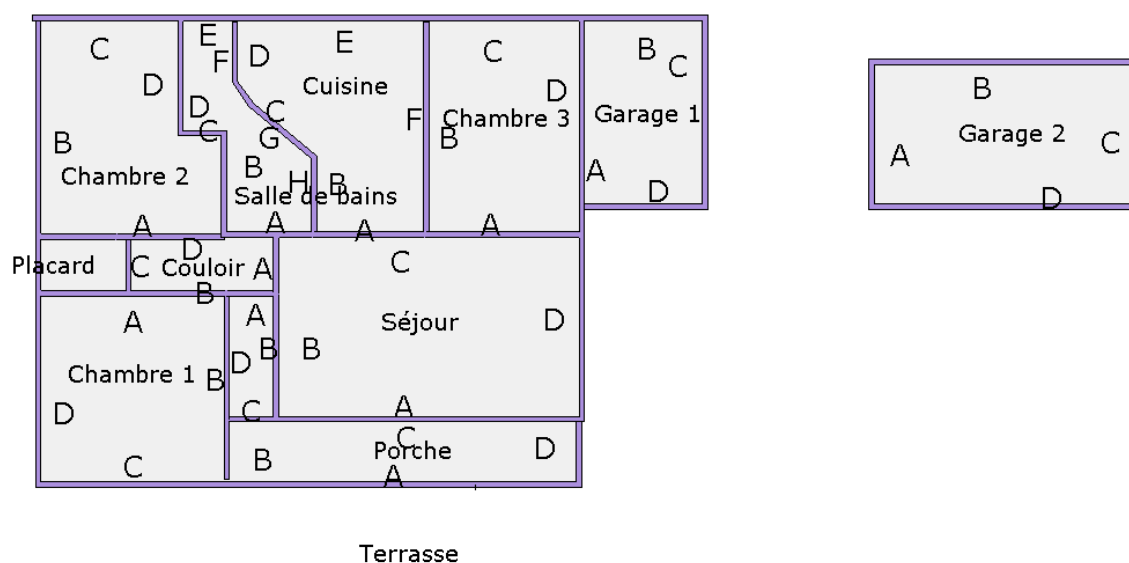 E
C
E
C
B
F
D
C
D
Cuisine
D
D
B
D
C
Chambre 3
Garage 1
F
C
Garage 2
B
G
B
C
B
A
B
A
Chambre 2
H
B
D
Salle de bains
D
A
A
A
A
D
C
Placard
C
Couloir
A
B
A
A
Séjour
D
B
B
D
Chambre 1
B
D
A
C
C
Porche
D
B
C
A
Terrasse